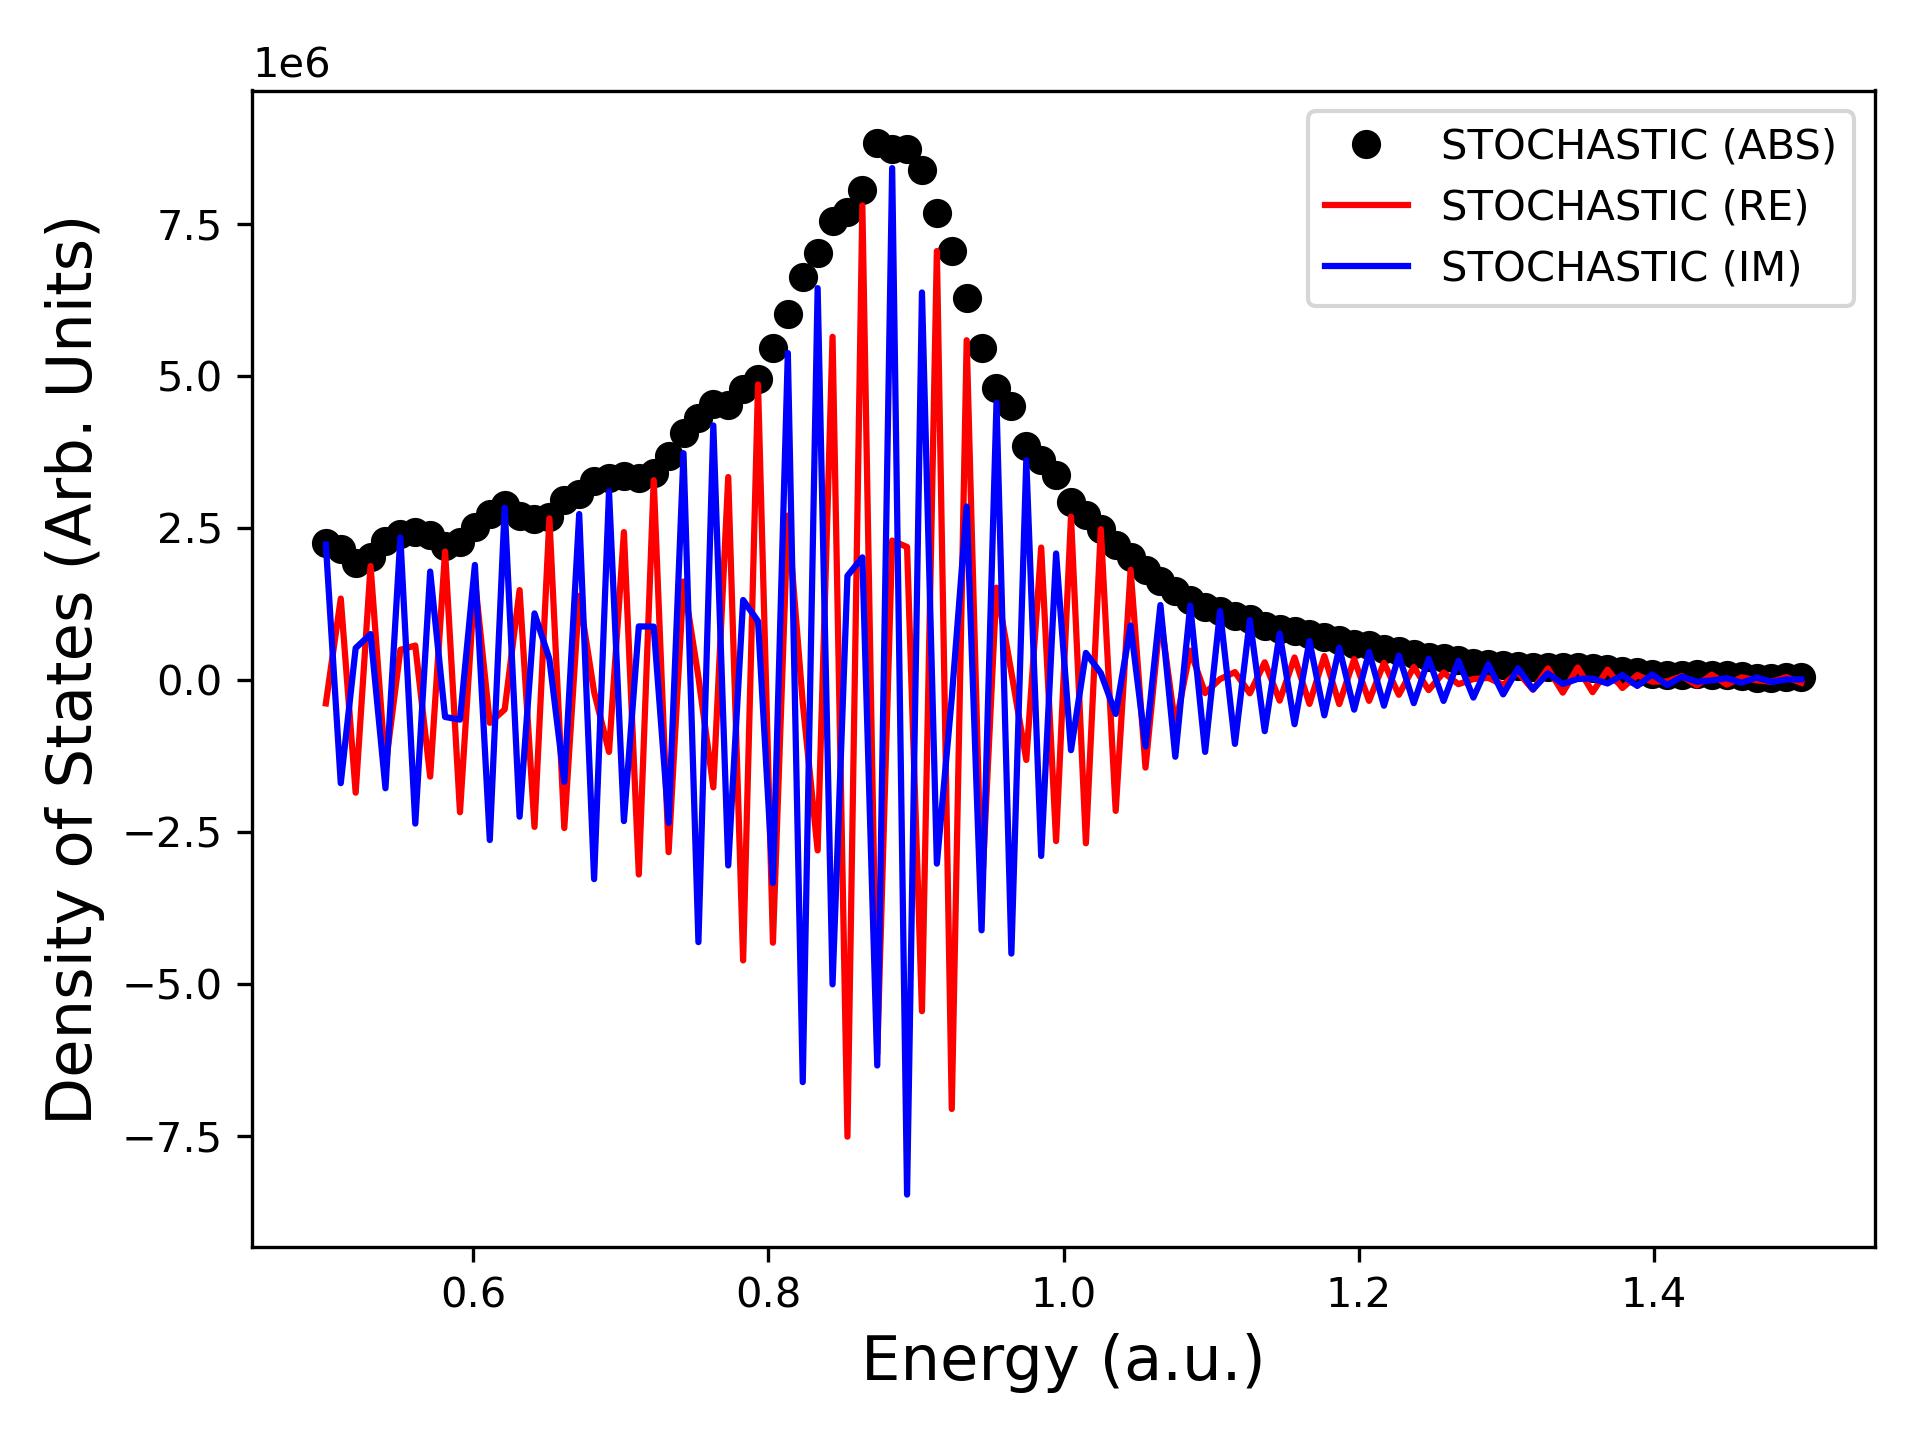 1e6
STOCHASTIC (ABS)
STOCHASTIC (RE)
STOCHASTIC (IM)
Density of States (Arb. Units)
7.5
5.0
2.5
0.0
−2.5
−5.0
−7.5
0.6 0.8 1.0 1.2 1.4
Energy (a.u.)